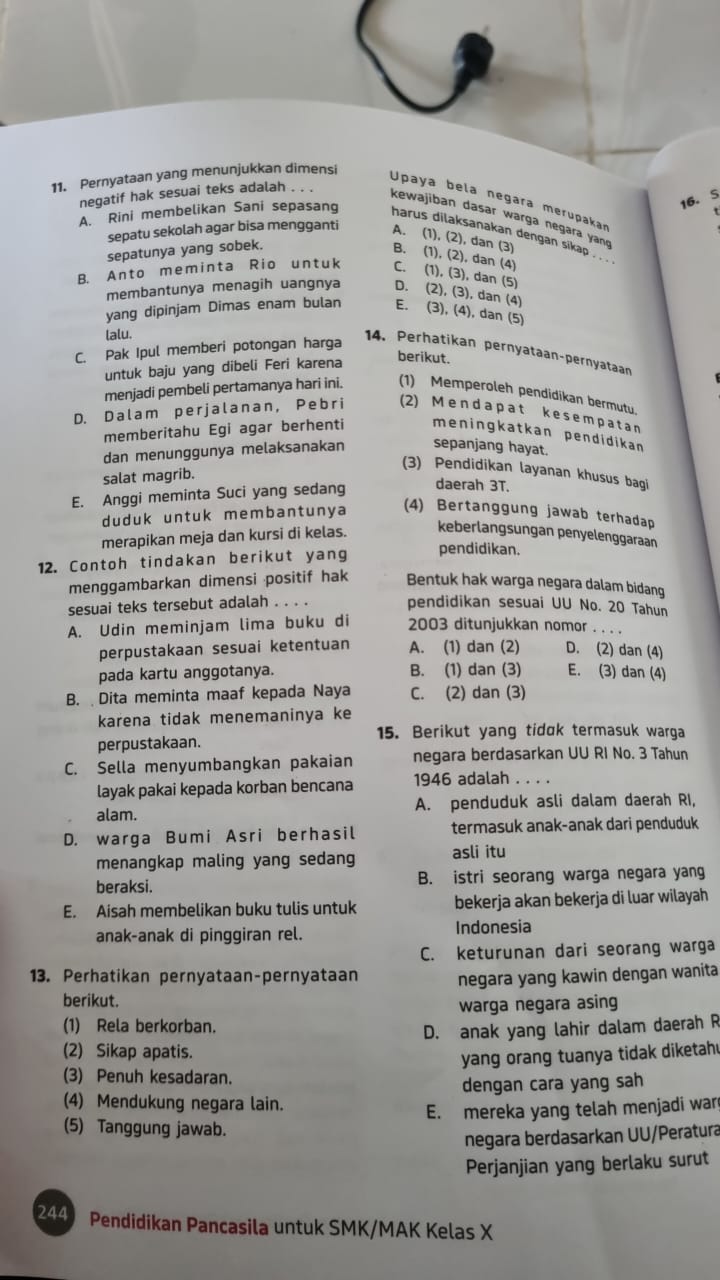 11. Pernyataan yang menunjukkan dimensi
negatif hak sesuai teks adalah . . .
A. Rini membelikan Sani sepasang
sepatu sekolah agar bisa mengganti
sepatunya yang sobek.
B. Anto meminta Rio untuk
membantunya menagih uangnya
yang dipinjam Dimas enam bulan
lalu.
C. Pak Ipul memberi potongan harga
untuk baju yang dibeli Feri karena
menjadi pembeli pertamanya hari ini.
D. Dalam perjalanan, Pebri
memberitahu Egi agar berhenti
dan menunggunya melaksanakan
salat magrib.
E. Anggi meminta Suci yang sedang
duduk untuk membantunya
merapikan meja dan kursi di kelas.
12. Contoh tindakan berikut yang
menggambarkan dimensi positif hak
sesuai teks tersebut adalah . . . .
A. Udin meminjam lima buku di
perpustakaan sesuai ketentuan
pada kartu anggotanya.
B. Dita meminta maaf kepada Naya
karena tidak menemaninya ke
perpustakaan.
C. Sella menyumbangkan pakaian
layak pakai kepada korban bencana
alam.
D. warga Bumi Asri berhasil
menangkap maling yang sedang
beraksi.
E. Aisah membelikan buku tulis untuk
anak-anak di pinggiran rel.
13. Perhatikan pernyataan-pernyataan
berikut.
(1) Rela berkorban.
(2) Sikap apatis.
(3) Penuh kesadaran.
(4) Mendukung negara lain.
(5) Tanggung jawab.
Upaya bela negara merupakan
kewajiban dasar warga negara yang
harus dilaksanakan dengan sikap . . . .
A. (1), (2), dan (3)
B. (1), (2), dan (4)
C. (1), (3), dan (5)
D. (2), (3), dan (4)
E. (3), (4), dan (5)
14. Perhatikan pernyataan-pernyataan
berikut.
(1) Memperoleh pendidikan bermutu.
(2) Mendapat kesempatan
meningkatkan pendidikan
sepanjang hayat.
(3) Pendidikan layanan khusus bagi
daerah 3T.
(4) Bertanggung jawab terhadap
keberlangsungan penyelenggaraan
pendidikan.
Bentuk hak warga negara dalam bidang
pendidikan sesuai UU No. 20 Tahun
2003 ditunjukkan nomor . . . .
A. (1) dan (2) D. (2) dan (4)
B. (1) dan (3) E. (3) dan (4)
C. (2) dan (3)
15. Berikut yang tidak termasuk warga
negara berdasarkan UU RI No. 3 Tahun
1946 adalah . . . .
A. penduduk asli dalam daerah RI,
termasuk anak-anak dari penduduk
asli itu
B. istri seorang warga negara yang
bekerja akan bekerja di luar wilayah
Indonesia
C. keturunan dari seorang warga
negara yang kawin dengan wanita
warga negara asing
D. anak yang lahir dalam daerah R
yang orang tuanya tidak diketahu
dengan cara yang sah
E. mereka yang telah menjadi war
negara berdasarkan UU/Peratura
Perjanjian yang berlaku surut
16. S
244 Pendidikan Pancasila untuk SMK/MAK Kelas X